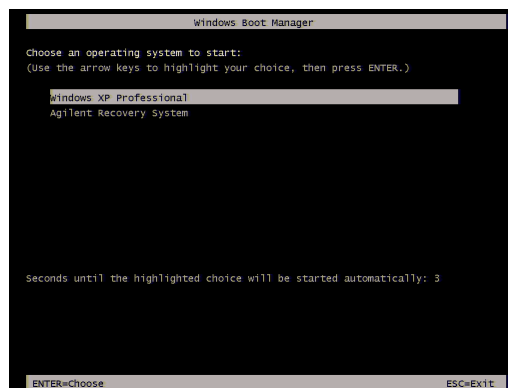 Windows Boot Manager
Choose an operating system to start:
(Use the arrow keys to highlight your choice, then press ENTER.)
Windows XP Professional
Agilent Recovery System
Seconds until the highlighted choice will be started automatically: 3
ENTER=Choose ESC=Exit